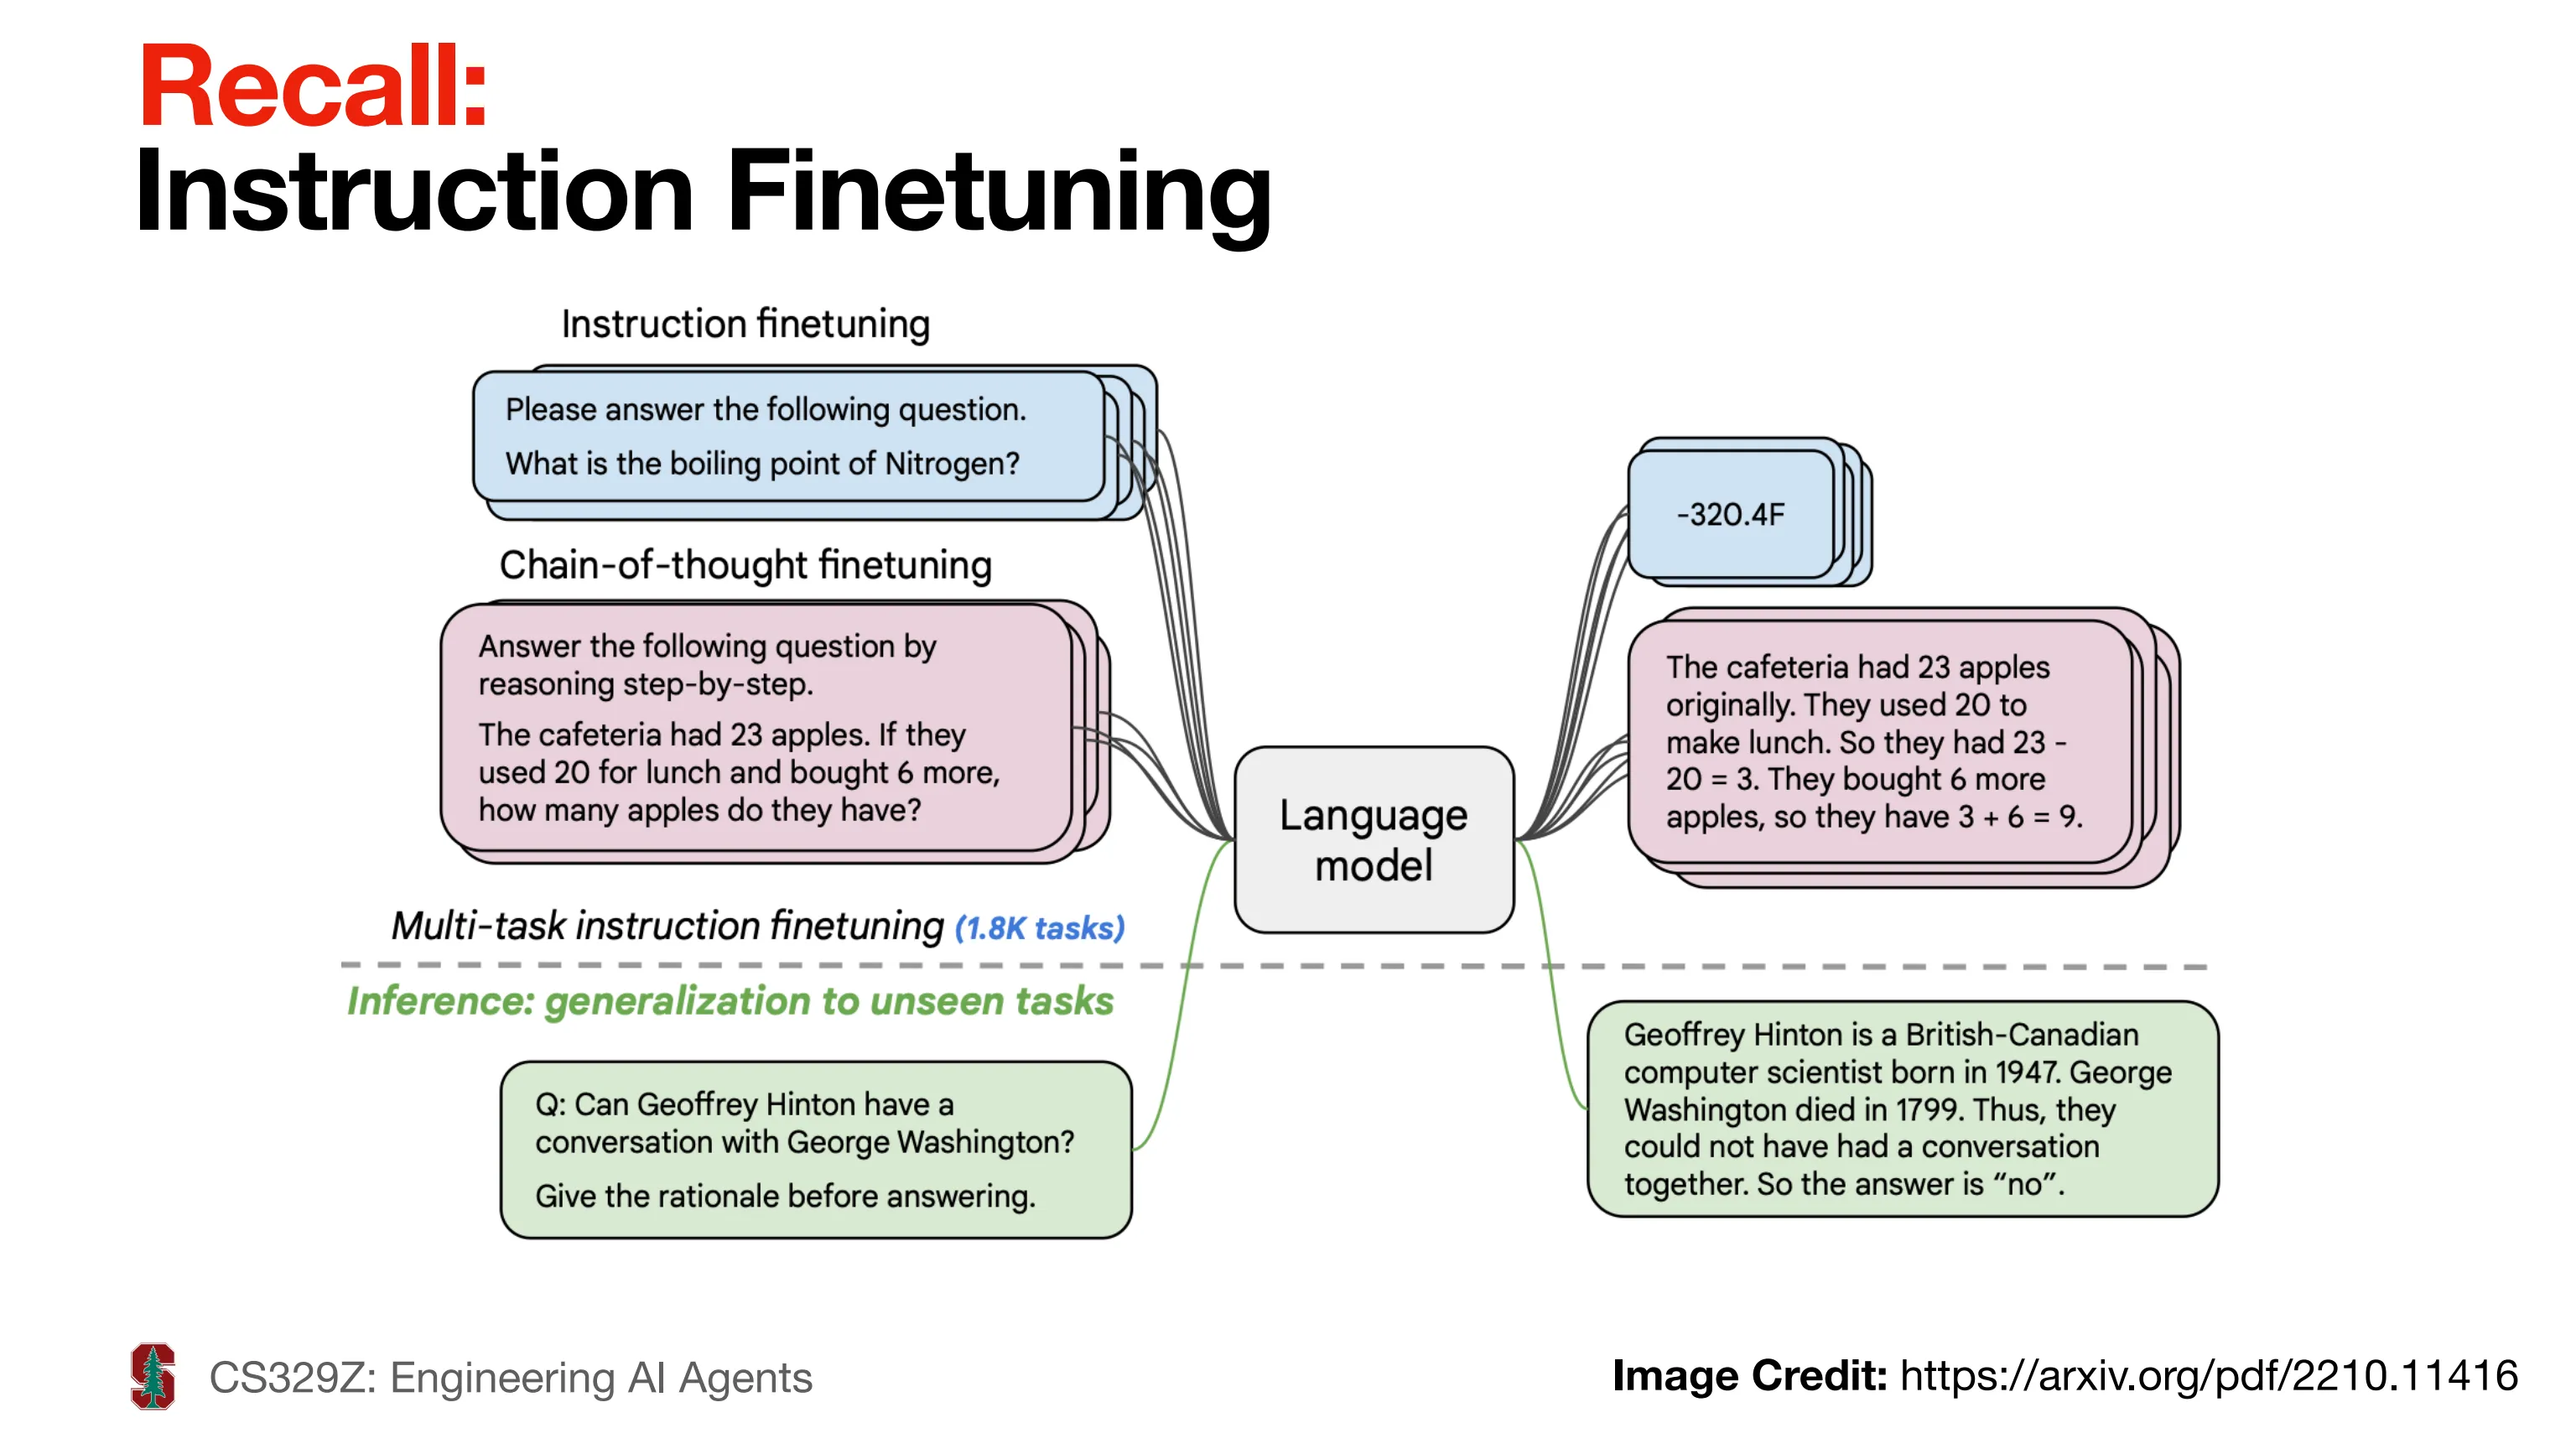 Recall:
Instruction Finetuning
Instruction finetuning
Please answer the following question.
What is the boiling point of Nitrogen?
Chain-of-thought finetuning
Answer the following question by
reasoning step-by-step.
The cafeteria had 23 apples. If they
used 20 for lunch and bought 6 more,
how many apples do they have?
Multi-task instruction finetuning (1.8K tasks)
Inference: generalization to unseen tasks
Q: Can Geoffrey Hinton have a
conversation with George Washington?
Give the rationale before answering.
Language
model
-320.4F
The cafeteria had 23 apples
originally. They used 20 to
make lunch. So they had 23 -
20 = 3. They bought 6 more
apples, so they have 3 + 6 = 9.
Geoffrey Hinton is a British-Canadian
computer scientist born in 1947. George
Washington died in 1799. Thus, they
could not have had a conversation
together. So the answer is “no”.
CS329Z: Engineering AI Agents
Image Credit: https://arxiv.org/pdf/2210.11416